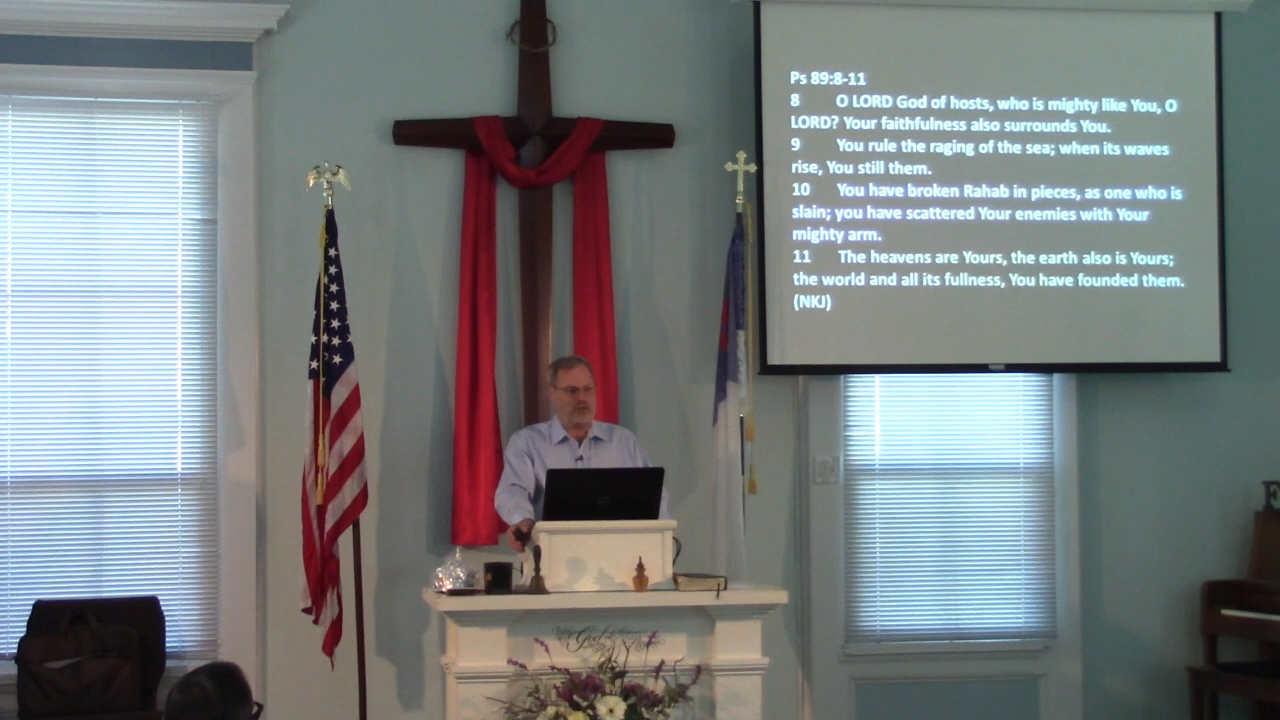 Ps 89:8-11
8 O LORD God of hosts, who is mighty like You, O
LORD? Your faithfulness also surrounds You.
9 You rule the raging of the sea; when its waves
rise, You still them.
10 You have broken Rahab in pieces, as one who is
slain; you have scattered Your enemies with Your
mighty arm.
11 The heavens are Yours, the earth also is Yours;
the world and all its fullness, You have founded them.
(NKJ)
God